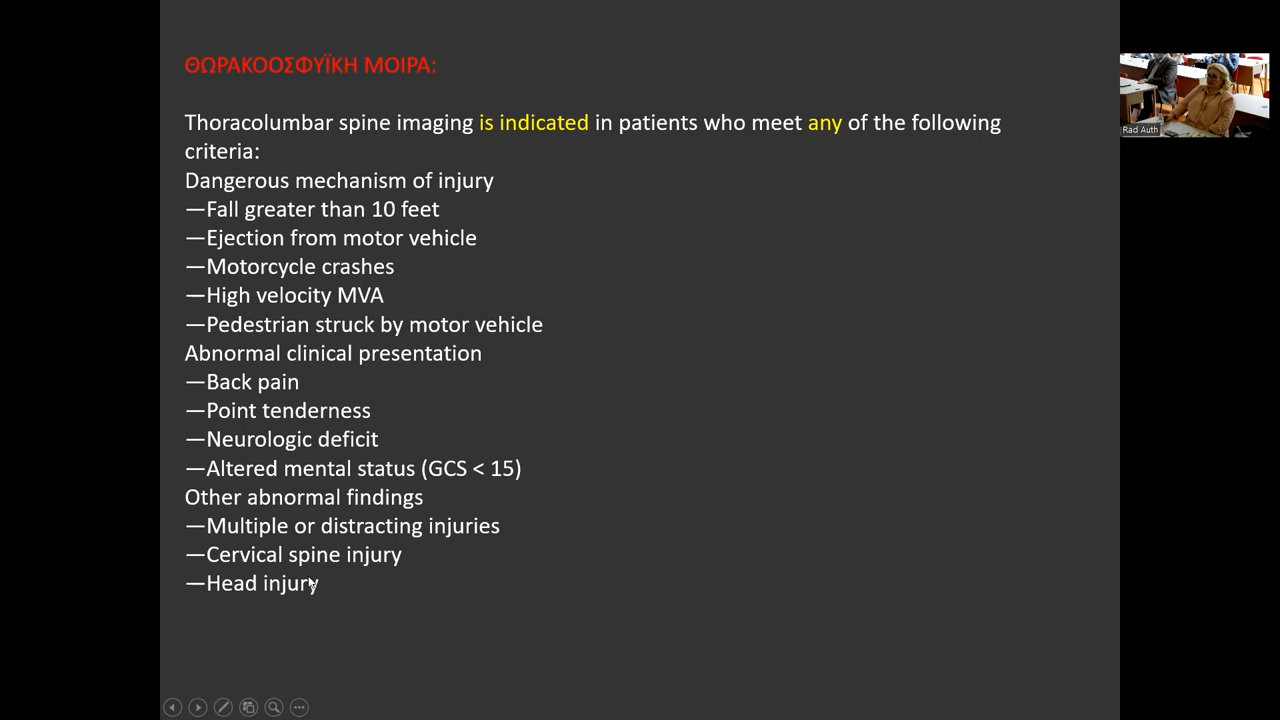 ΘΩΡΑΚΟΟΣΦΥΪΚΗ ΜΟΙΡΑ:
Thoracolumbar spine imaging is indicated in patients who meet any of the following
criteria:
Dangerous mechanism of injury
—Fall greater than 10 feet
—Ejection from motor vehicle
—Motorcycle crashes
—High velocity MVA
—Pedestrian struck by motor vehicle
Abnormal clinical presentation
—Back pain
—Point tenderness
—Neurologic deficit
—Altered mental status (GCS < 15)
Other abnormal findings
—Multiple or distracting injuries
—Cervical spine injury
—Head injury
Rad Auth